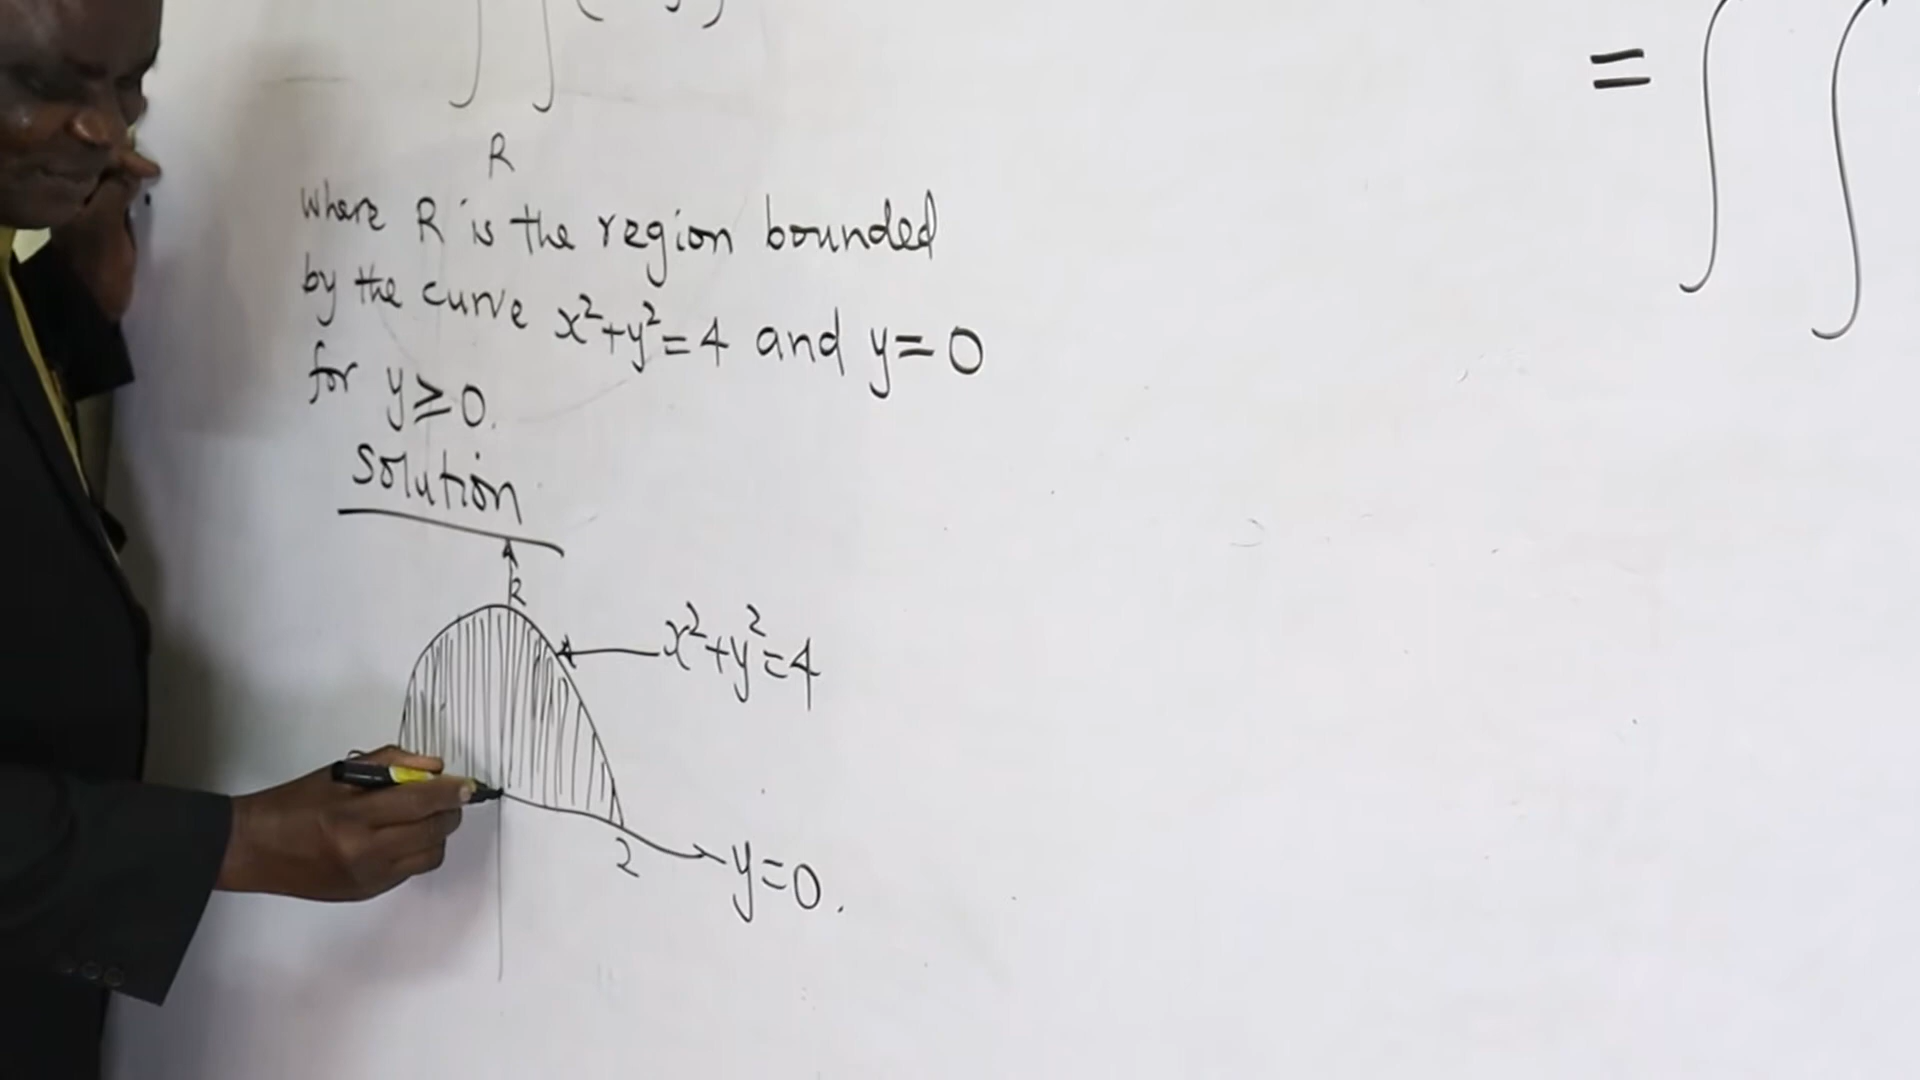 ∫∫
R
= ∫∫
where R is the region bounded
by the curve x²+y²=4 and y=0
for y≥0.
Solution
2
x²+y²=4
2
y=0.